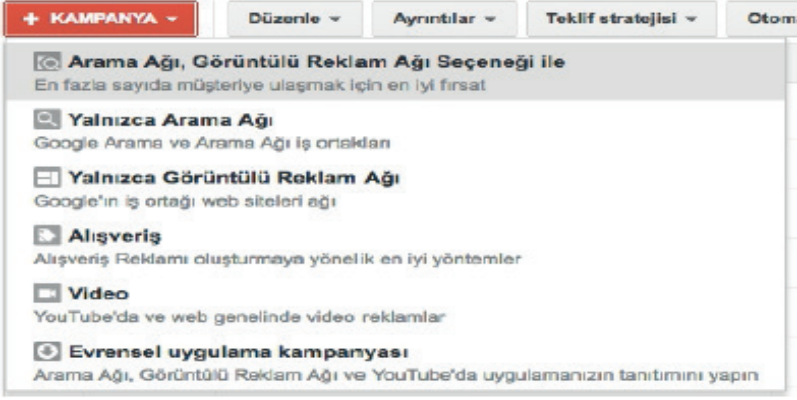 + KAMPANYA Düzenle Ayrıntılar Teklif stratejisi Otom
Arama Ağı, Görüntülü Reklam Ağı Seçeneği ile
En fazla sayıda müşteriye ulaşmak için en iyi fırsat
Yalnızca Arama Ağı
Google Arama ve Arama Ağı iş ortakları
Yalnızca Görüntülü Reklam Ağı
Google'ın iş ortağı web siteleri ağı
Alışveriş
Alışveriş Reklamı oluşturmaya yönelik en iyi yöntemler
Video
YouTube'da ve web genelinde video reklamlar
Evrensel uygulama kampanyası
Arama Ağı, Görüntülü Reklam Ağı ve YouTube'da uygulamanızın tanıtımını yapın